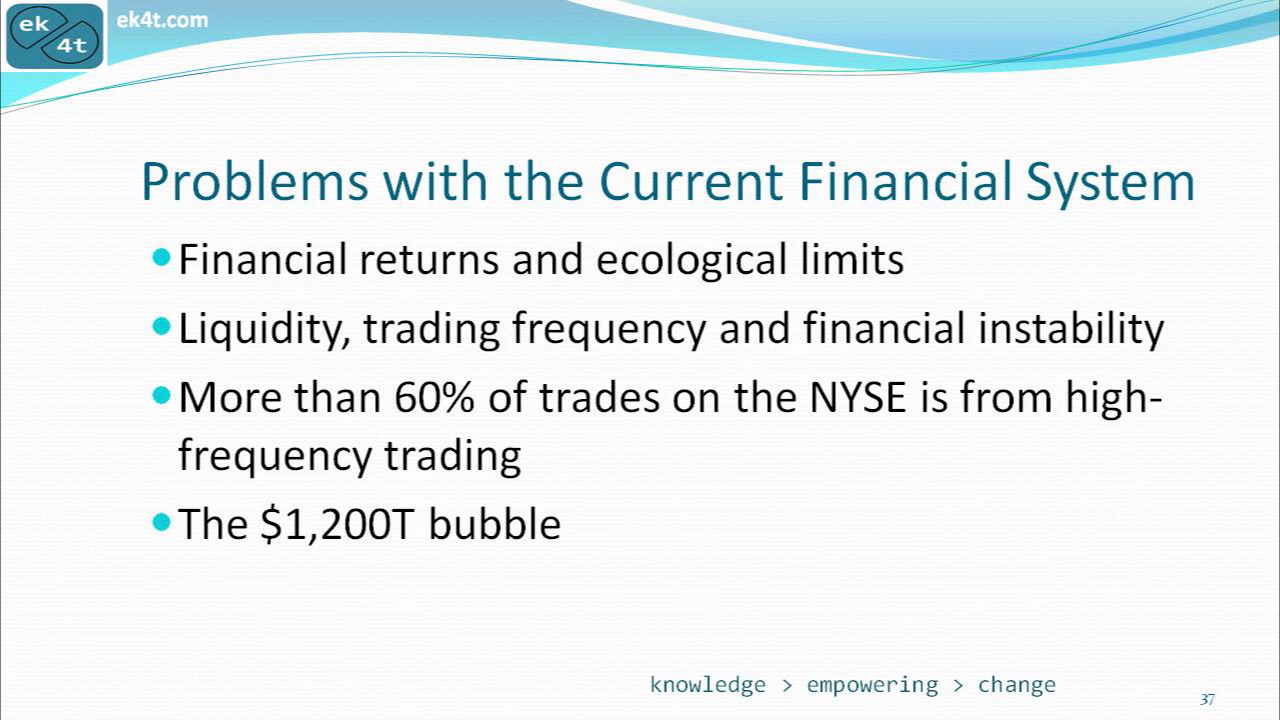 ek
4t
ek4t.com
Problems with the Current Financial System
Financial returns and ecological limits
Liquidity, trading frequency and financial instability
More than 60% of trades on the NYSE is from high-
frequency trading
The $1,200T bubble
knowledge > empowering > change
37